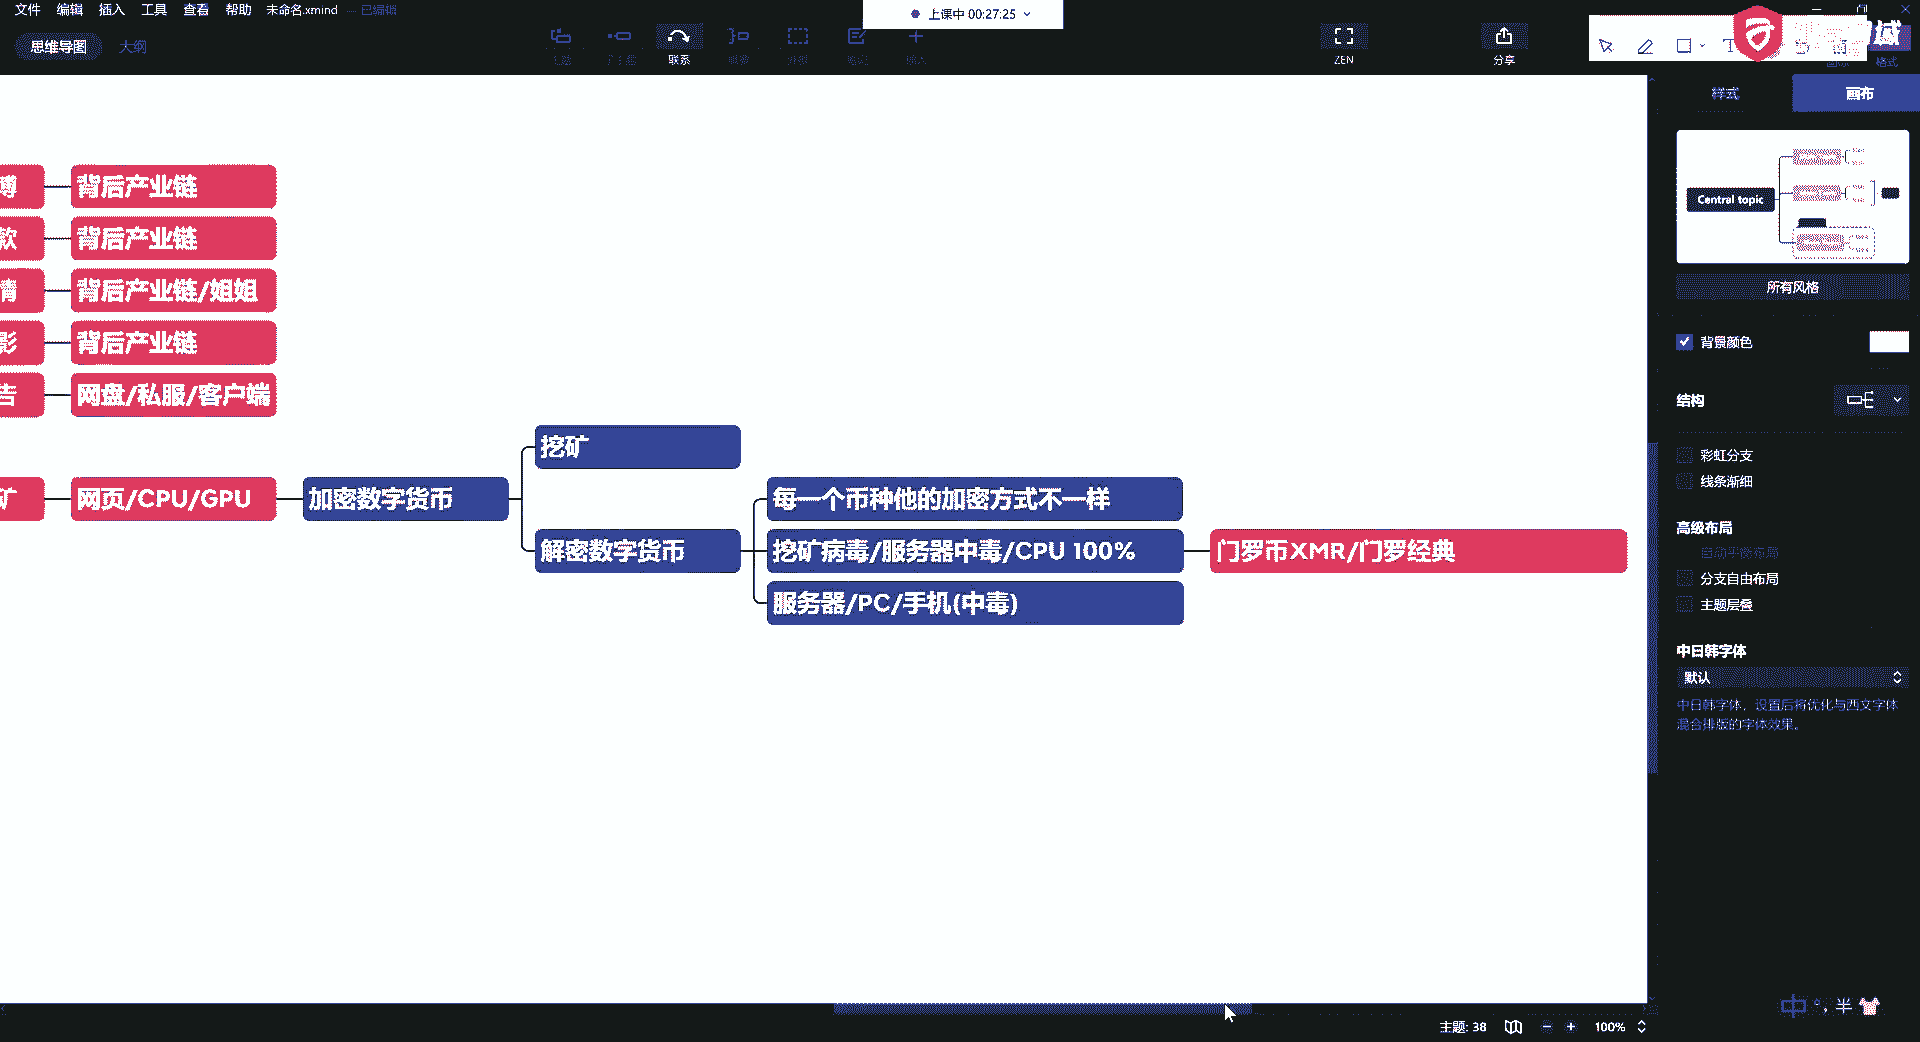 文件 编辑 插入 工具 查看 帮助 未命名.xmind — 已编辑
上课中 00:27:25
思维导图 大纲
联系
ZEN
分享
格式
样式 画布
背后产业链
背后产业链
背后产业链/姐姐
背后产业链
网盘/私服/客户端
挖矿
矿 网页/CPU/GPU 加密数字货币 每一个币种他的加密方式不一样
解密数字货币 挖矿病毒/服务器中毒/CPU 100% 门罗币XMR/门罗经典
服务器/PC/手机(中毒)
Central topic
所有风格
背景颜色
结构
彩虹分支
线条渐细
高级布局
自动平衡布局
分支自由布局
主题层叠
中日韩字体
默认
中日韩字体，设置后将优化与西文字体
混合排版的字体效果。
中 半
主题: 38 100%